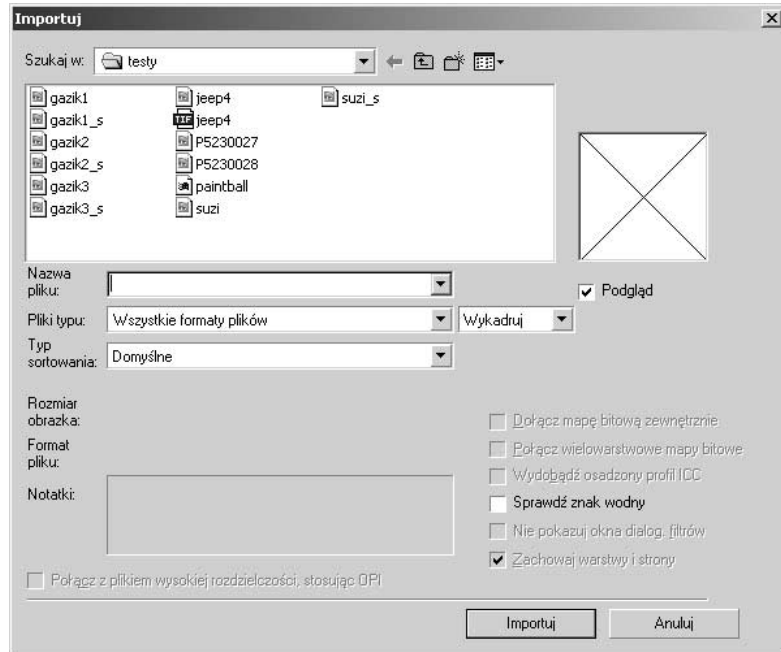 Importuj
Szukaj w: testy
gazik1
gazik1_s
gazik2
gazik2_s
gazik3
gazik3_s
jeep4
TIF jeep4
P5230027
P5230028
paintball
suzi
suzi_s
Nazwa
pliku:
Podgląd
Pliki typu: Wszystkie formaty plików Wykadruj
Typ
sortowania: Domyślne
Rozmiar
obrazka:
Format
pliku:
Notatki:
Dołącz mapę bitową zewnętrznie
Połącz wielowarstwowe mapy bitowe
Wydobądź osadzony profil ICC
Sprawdź znak wodny
Nie pokazuj okna dialog. filtrów
Zachowaj warstwy i strony
Połącz z plikiem wysokiej rozdzielczości, stosując OPI
Importuj Anuluj